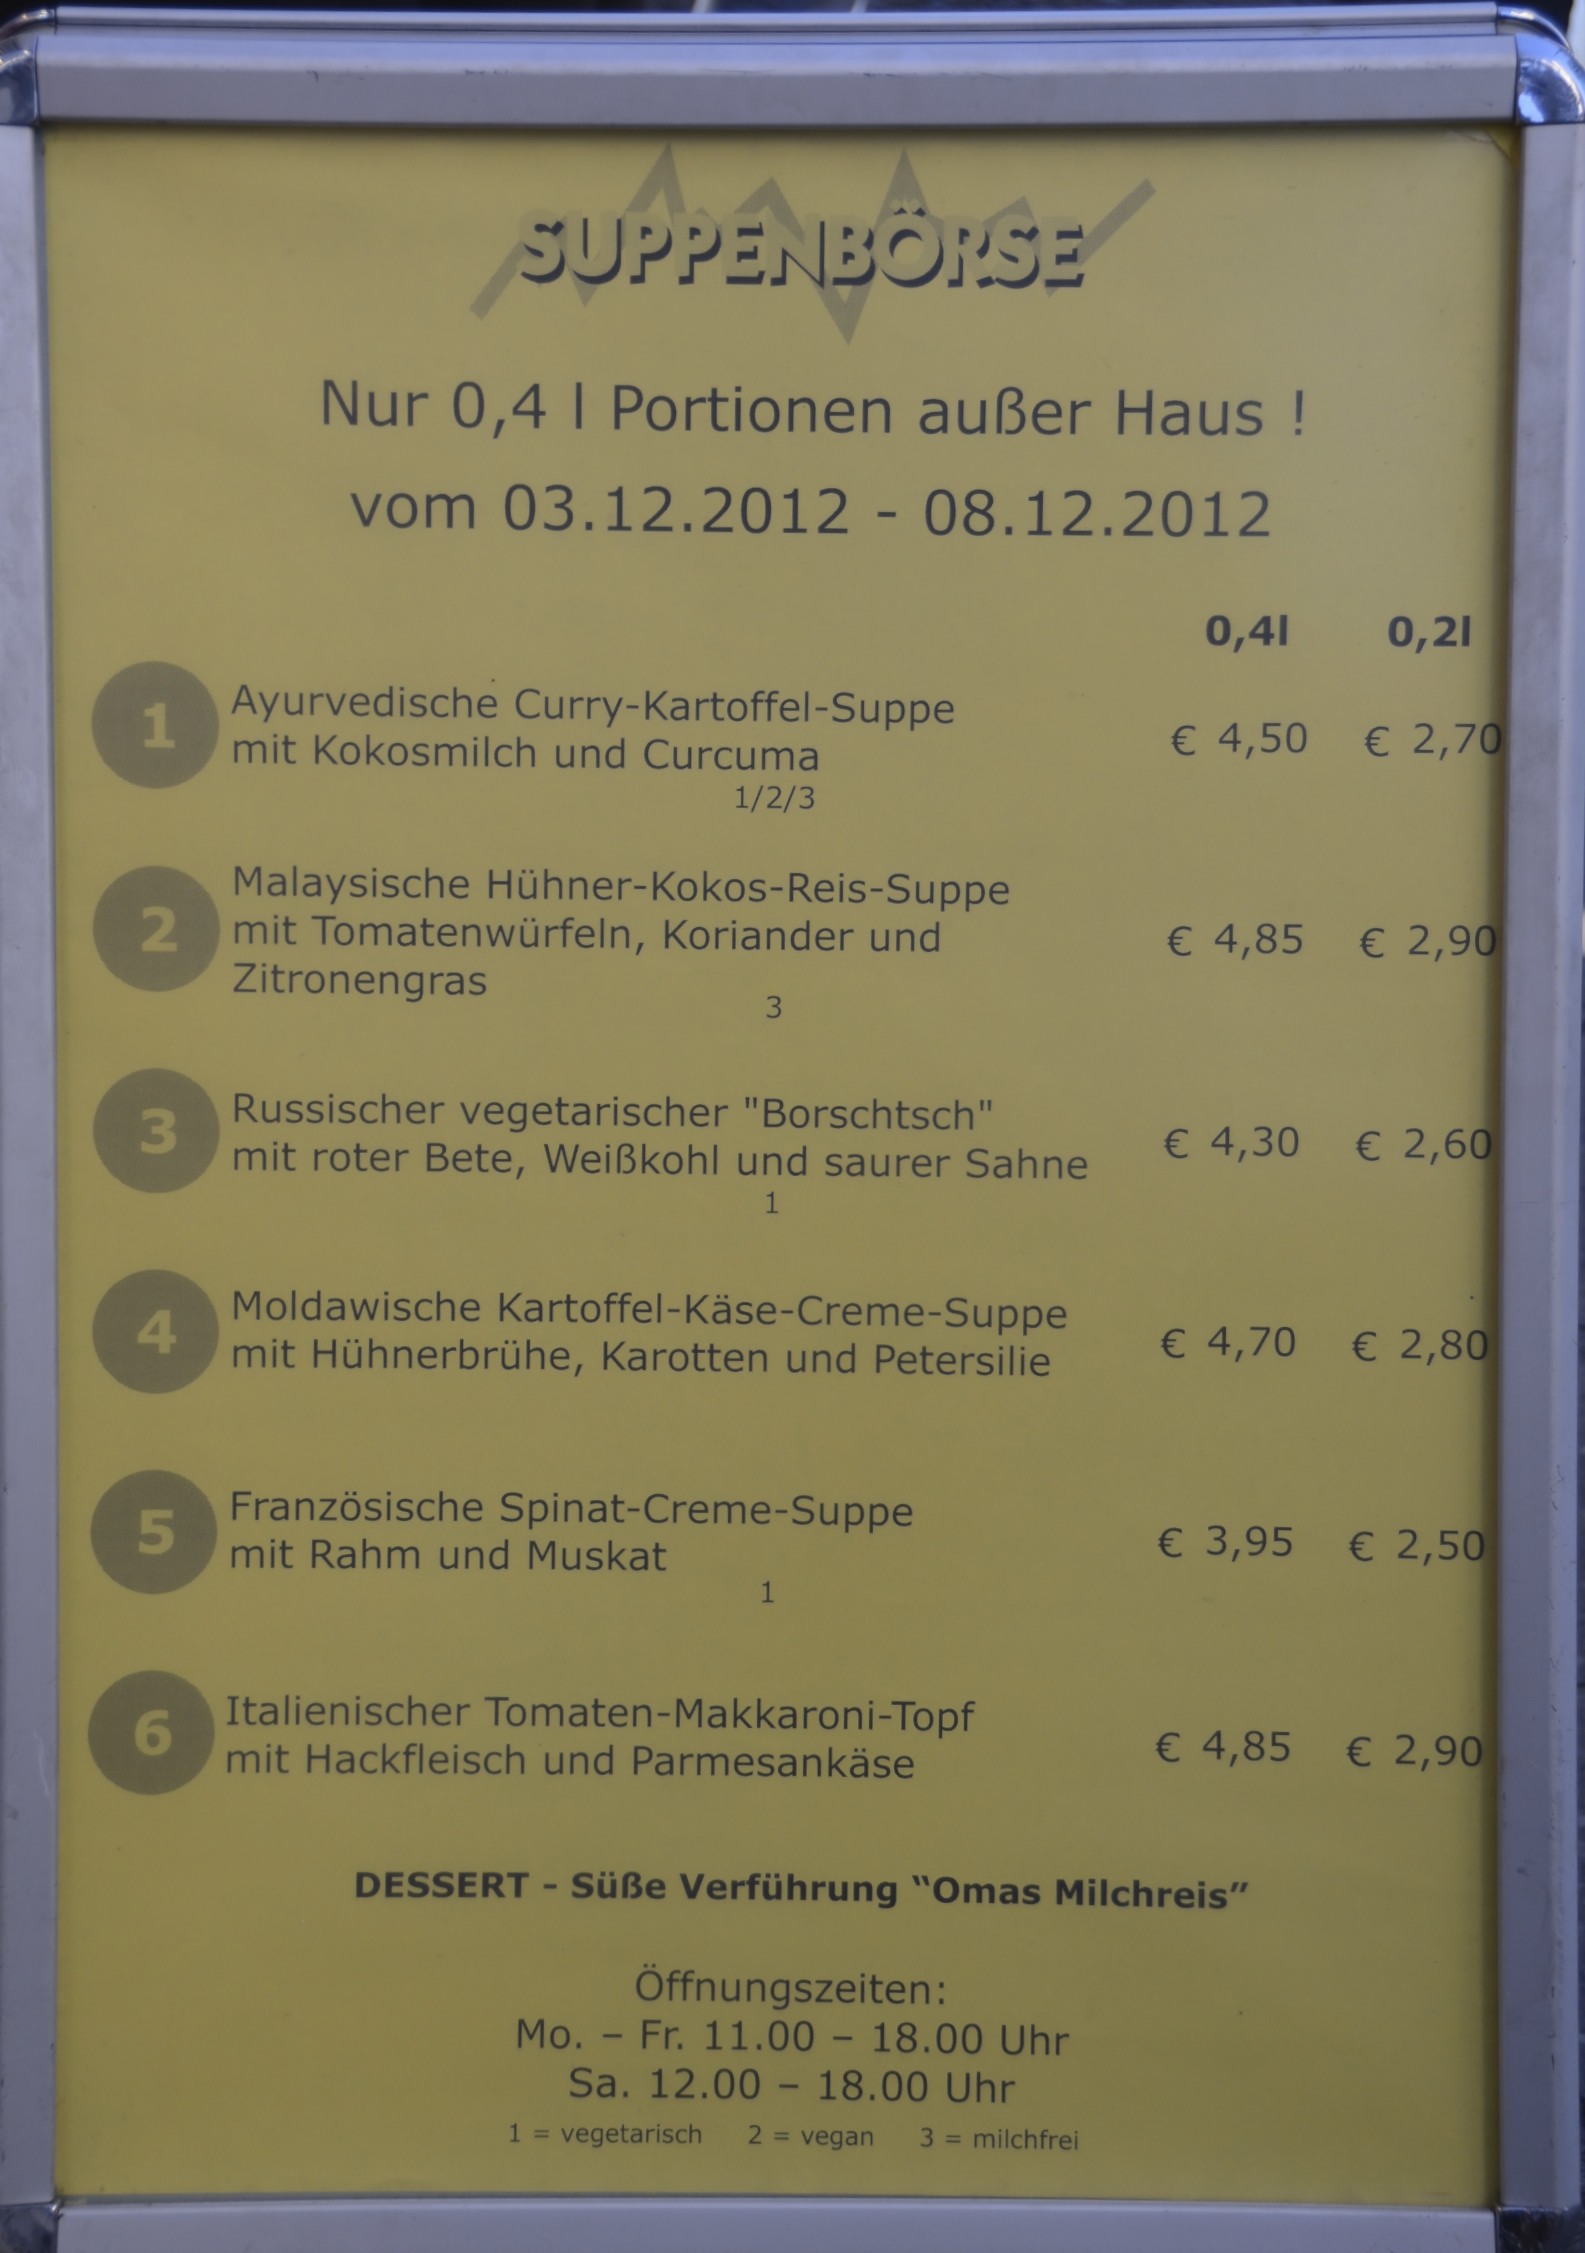 SUPPENBÖRSE
Nur 0,4 l Portionen außer Haus !
vom 03.12.2012 - 08.12.2012
0,4l 0,2l
1 Ayurvedische Curry-Kartoffel-Suppe
mit Kokosmilch und Curcuma € 4,50 € 2,70
1/2/3
Malaysische Hühner-Kokos-Reis-Suppe
2 mit Tomatenwürfeln, Koriander und € 4,85 € 2,90
Zitronengras
3
3 Russischer vegetarischer "Borschtsch"
mit roter Bete, Weißkohl und saurer Sahne € 4,30 € 2,60
1
4 Moldawische Kartoffel-Käse-Creme-Suppe
mit Hühnerbrühe, Karotten und Petersilie € 4,70 € 2,80
5 Französische Spinat-Creme-Suppe
mit Rahm und Muskat € 3,95 € 2,50
1
6 Italienischer Tomaten-Makkaroni-Topf
mit Hackfleisch und Parmesankäse € 4,85 € 2,90
DESSERT - Süße Verführung “Omas Milchreis”
Öffnungszeiten:
Mo. – Fr. 11.00 – 18.00 Uhr
Sa. 12.00 – 18.00 Uhr
1 = vegetarisch 2 = vegan 3 = milchfrei